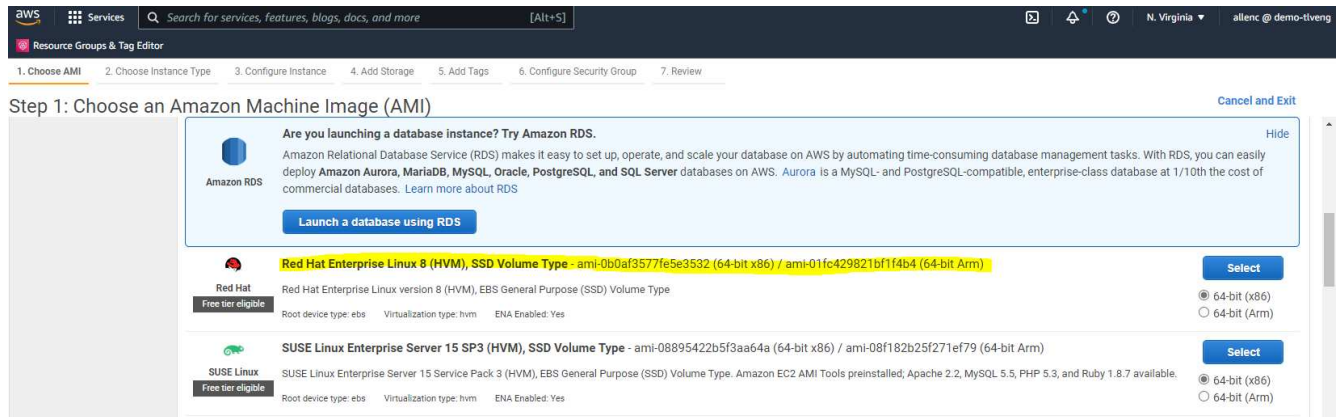 aws Services Search for services, features, blogs, docs, and more [Alt+S] N. Virginia ▼ allenc @ demo-tlveng
Resource Groups & Tag Editor
1. Choose AMI 2. Choose Instance Type 3. Configure Instance 4. Add Storage 5. Add Tags 6. Configure Security Group 7. Review
Step 1: Choose an Amazon Machine Image (AMI) Cancel and Exit
Are you launching a database instance? Try Amazon RDS. Hide
Amazon RDS
Amazon Relational Database Service (RDS) makes it easy to set up, operate, and scale your database on AWS by automating time-consuming database management tasks. With RDS, you can easily
deploy Amazon Aurora, MariaDB, MySQL, Oracle, PostgreSQL, and SQL Server databases on AWS. Aurora is a MySQL- and PostgreSQL-compatible, enterprise-class database at 1/10th the cost of
commercial databases. Learn more about RDS
Launch a database using RDS
Red Hat Enterprise Linux 8 (HVM), SSD Volume Type - ami-0b0af3577fe5e3532 (64-bit x86) / ami-01fc429821bf1f4b4 (64-bit Arm)
Select
Red Hat
Free tier eligible
Red Hat Enterprise Linux version 8 (HVM), EBS General Purpose (SSD) Volume Type
Root device type: ebs Virtualization type: hvm ENA Enabled: Yes
64-bit (x86)
64-bit (Arm)
SUSE Linux Enterprise Server 15 SP3 (HVM), SSD Volume Type - ami-08895422b5f3aa64a (64-bit x86) / ami-08f182b25f271ef79 (64-bit Arm)
Select
SUSE Linux
Free tier eligible
SUSE Linux Enterprise Server 15 Service Pack 3 (HVM), EBS General Purpose (SSD) Volume Type. Amazon EC2 AMI Tools preinstalled; Apache 2.2, MySQL 5.5, PHP 5.3, and Ruby 1.8.7 available.
Root device type: ebs Virtualization type: hvm ENA Enabled: Yes
64-bit (x86)
64-bit (Arm)